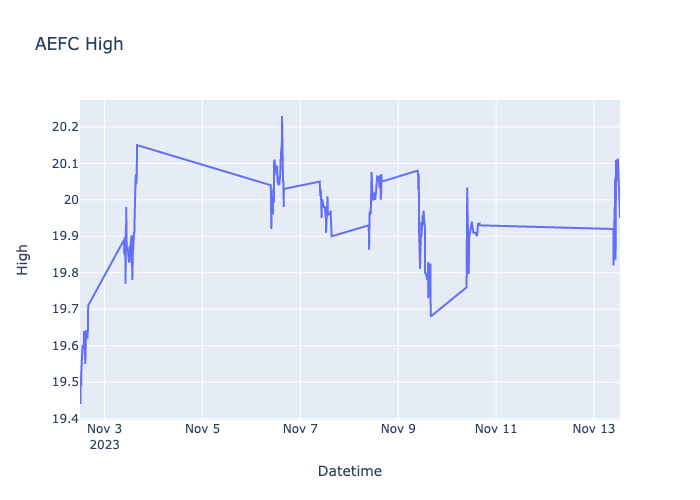 AEFC High
20.2
20.1
20
19.9
19.8
19.7
19.6
19.5
19.4
Nov 3
2023
Nov 5
Nov 7
Nov 9
Nov 11
Nov 13
Datetime
High